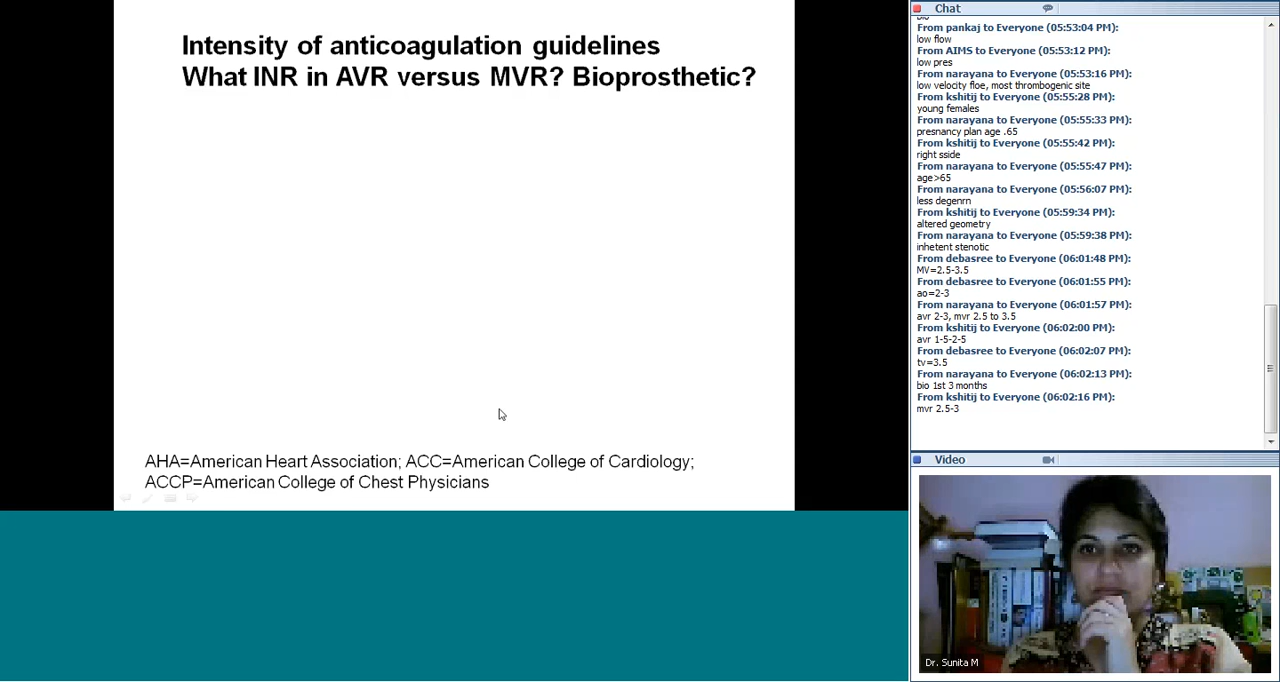 Intensity of anticoagulation guidelines
What INR in AVR versus MVR? Bioprosthetic?
AHA=American Heart Association; ACC=American College of Cardiology;
ACCP=American College of Chest Physicians
Chat
From pankaj to Everyone (05:53:04 PM):
low flow
From AIMS to Everyone (05:53:12 PM):
low pres
From narayana to Everyone (05:53:16 PM):
low velocity floe, most thrombogenic site
From kshitij to Everyone (05:55:28 PM):
young females
From narayana to Everyone (05:55:33 PM):
presnancy plan age .65
From kshitij to Everyone (05:55:42 PM):
right sside
From narayana to Everyone (05:55:47 PM):
age>65
From narayana to Everyone (05:56:07 PM):
less degenrn
From kshitij to Everyone (05:59:34 PM):
altered geometry
From narayana to Everyone (05:59:38 PM):
inhetent stenotic
From debasree to Everyone (06:01:48 PM):
MV=2.5-3.5
From debasree to Everyone (06:01:55 PM):
ao=2-3
From narayana to Everyone (06:01:57 PM):
avr 2-3, mvr 2.5 to 3.5
From kshitij to Everyone (06:02:00 PM):
avr 1-5-2-5
From debasree to Everyone (06:02:07 PM):
tv=3.5
From narayana to Everyone (06:02:13 PM):
bio 1st 3 months
From kshitij to Everyone (06:02:16 PM):
mvr 2.5-3
Video
Dr. Sunita M